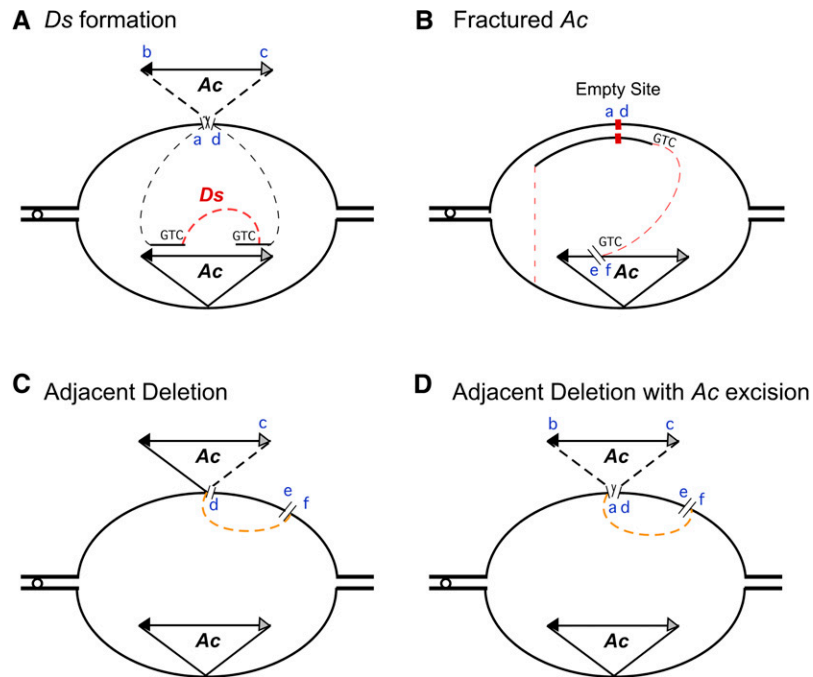 A Ds formation
b c
Ac
a d
Ds
GTC GTC
Ac
B Fractured Ac
Empty Site
a d
GTC
GTC
e f Ac
C Adjacent Deletion
c
Ac
d e f
Ac
D Adjacent Deletion with Ac excision
b c
Ac
a d e f
Ac